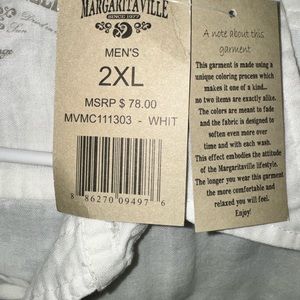 MARGARITAVILLE
SINCE 1977
MEN'S
2XL
MSRP $ 78.00
MVMC111303 - WHIT
8 86270 09497 6
A note about this
garment
This garment is made using a
unique coloring process which
makes it one of a kind...
no two items are exactly alike.
The colors are meant to fade
and the fabric is designed to
soften even more over
time and with each wash.
This effect embodies the attitude
of the Margaritaville lifestyle.
The longer you wear this garment
the more comfortable and
relaxed you will feel.
Enjoy!